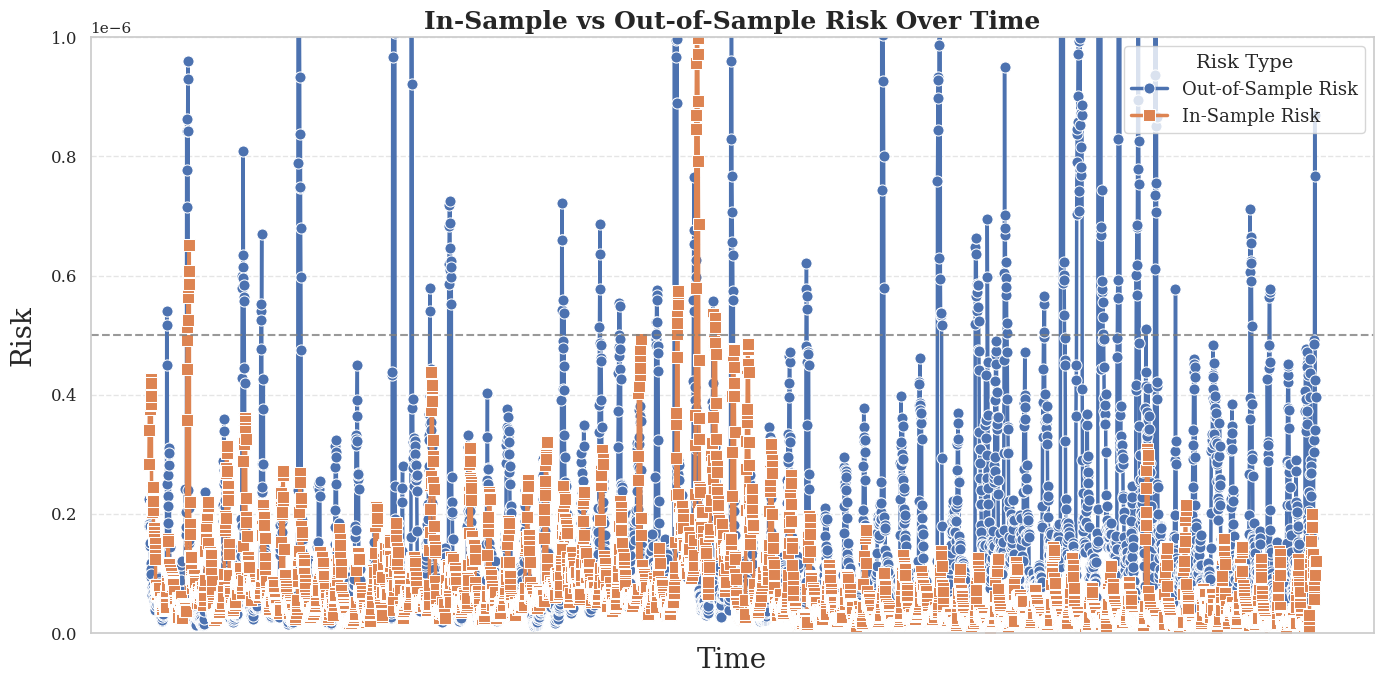 In-Sample vs Out-of-Sample Risk Over Time
1e−6
1.0
0.8
0.6
0.4
0.2
0.0
Risk
Time
Risk Type
Out-of-Sample Risk
In-Sample Risk